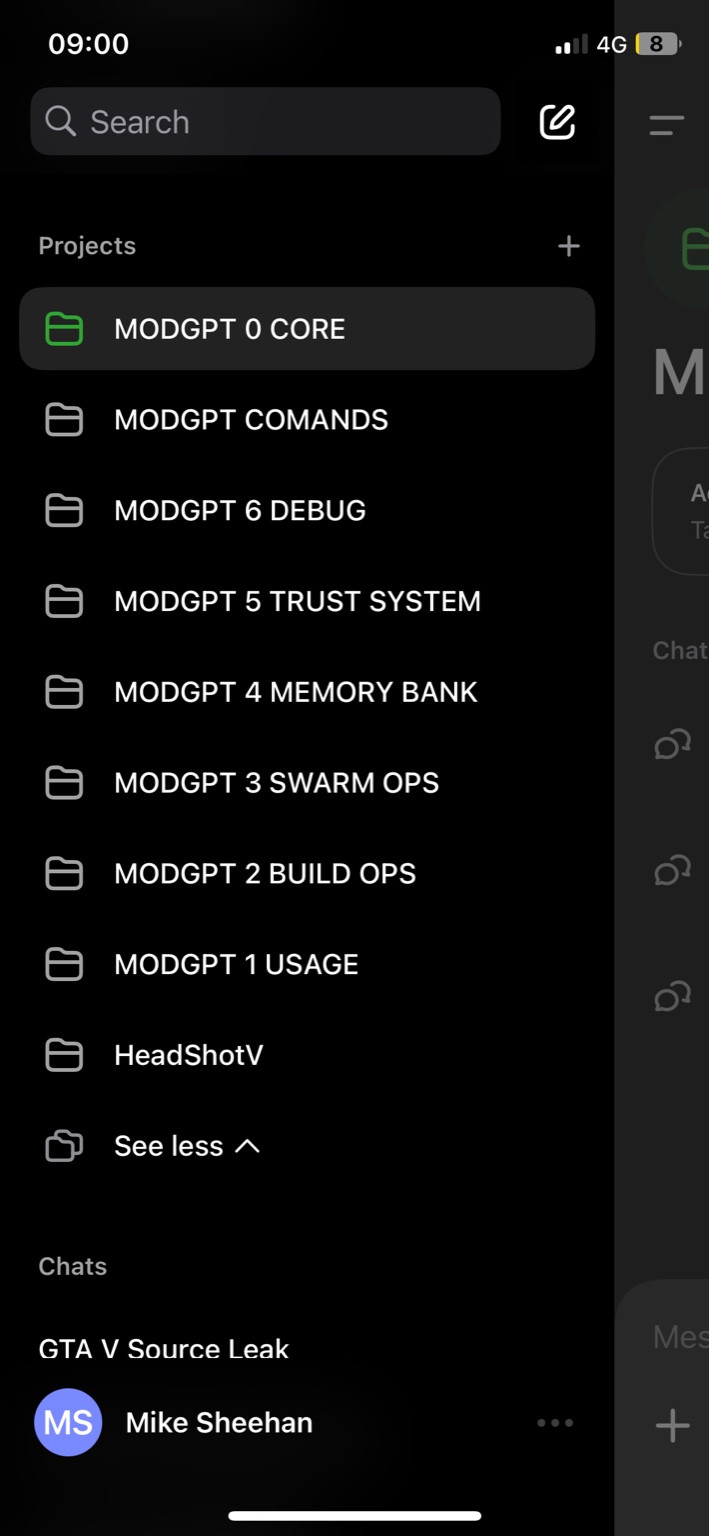 09:00
4G
8
Search
Projects
MODGPT 0 CORE
MODGPT COMANDS
MODGPT 6 DEBUG
MODGPT 5 TRUST SYSTEM
MODGPT 4 MEMORY BANK
MODGPT 3 SWARM OPS
MODGPT 2 BUILD OPS
MODGPT 1 USAGE
HeadShotV
See less
Chats
GTA V Source Leak
MS
Mike Sheehan
M
Chat
Mes